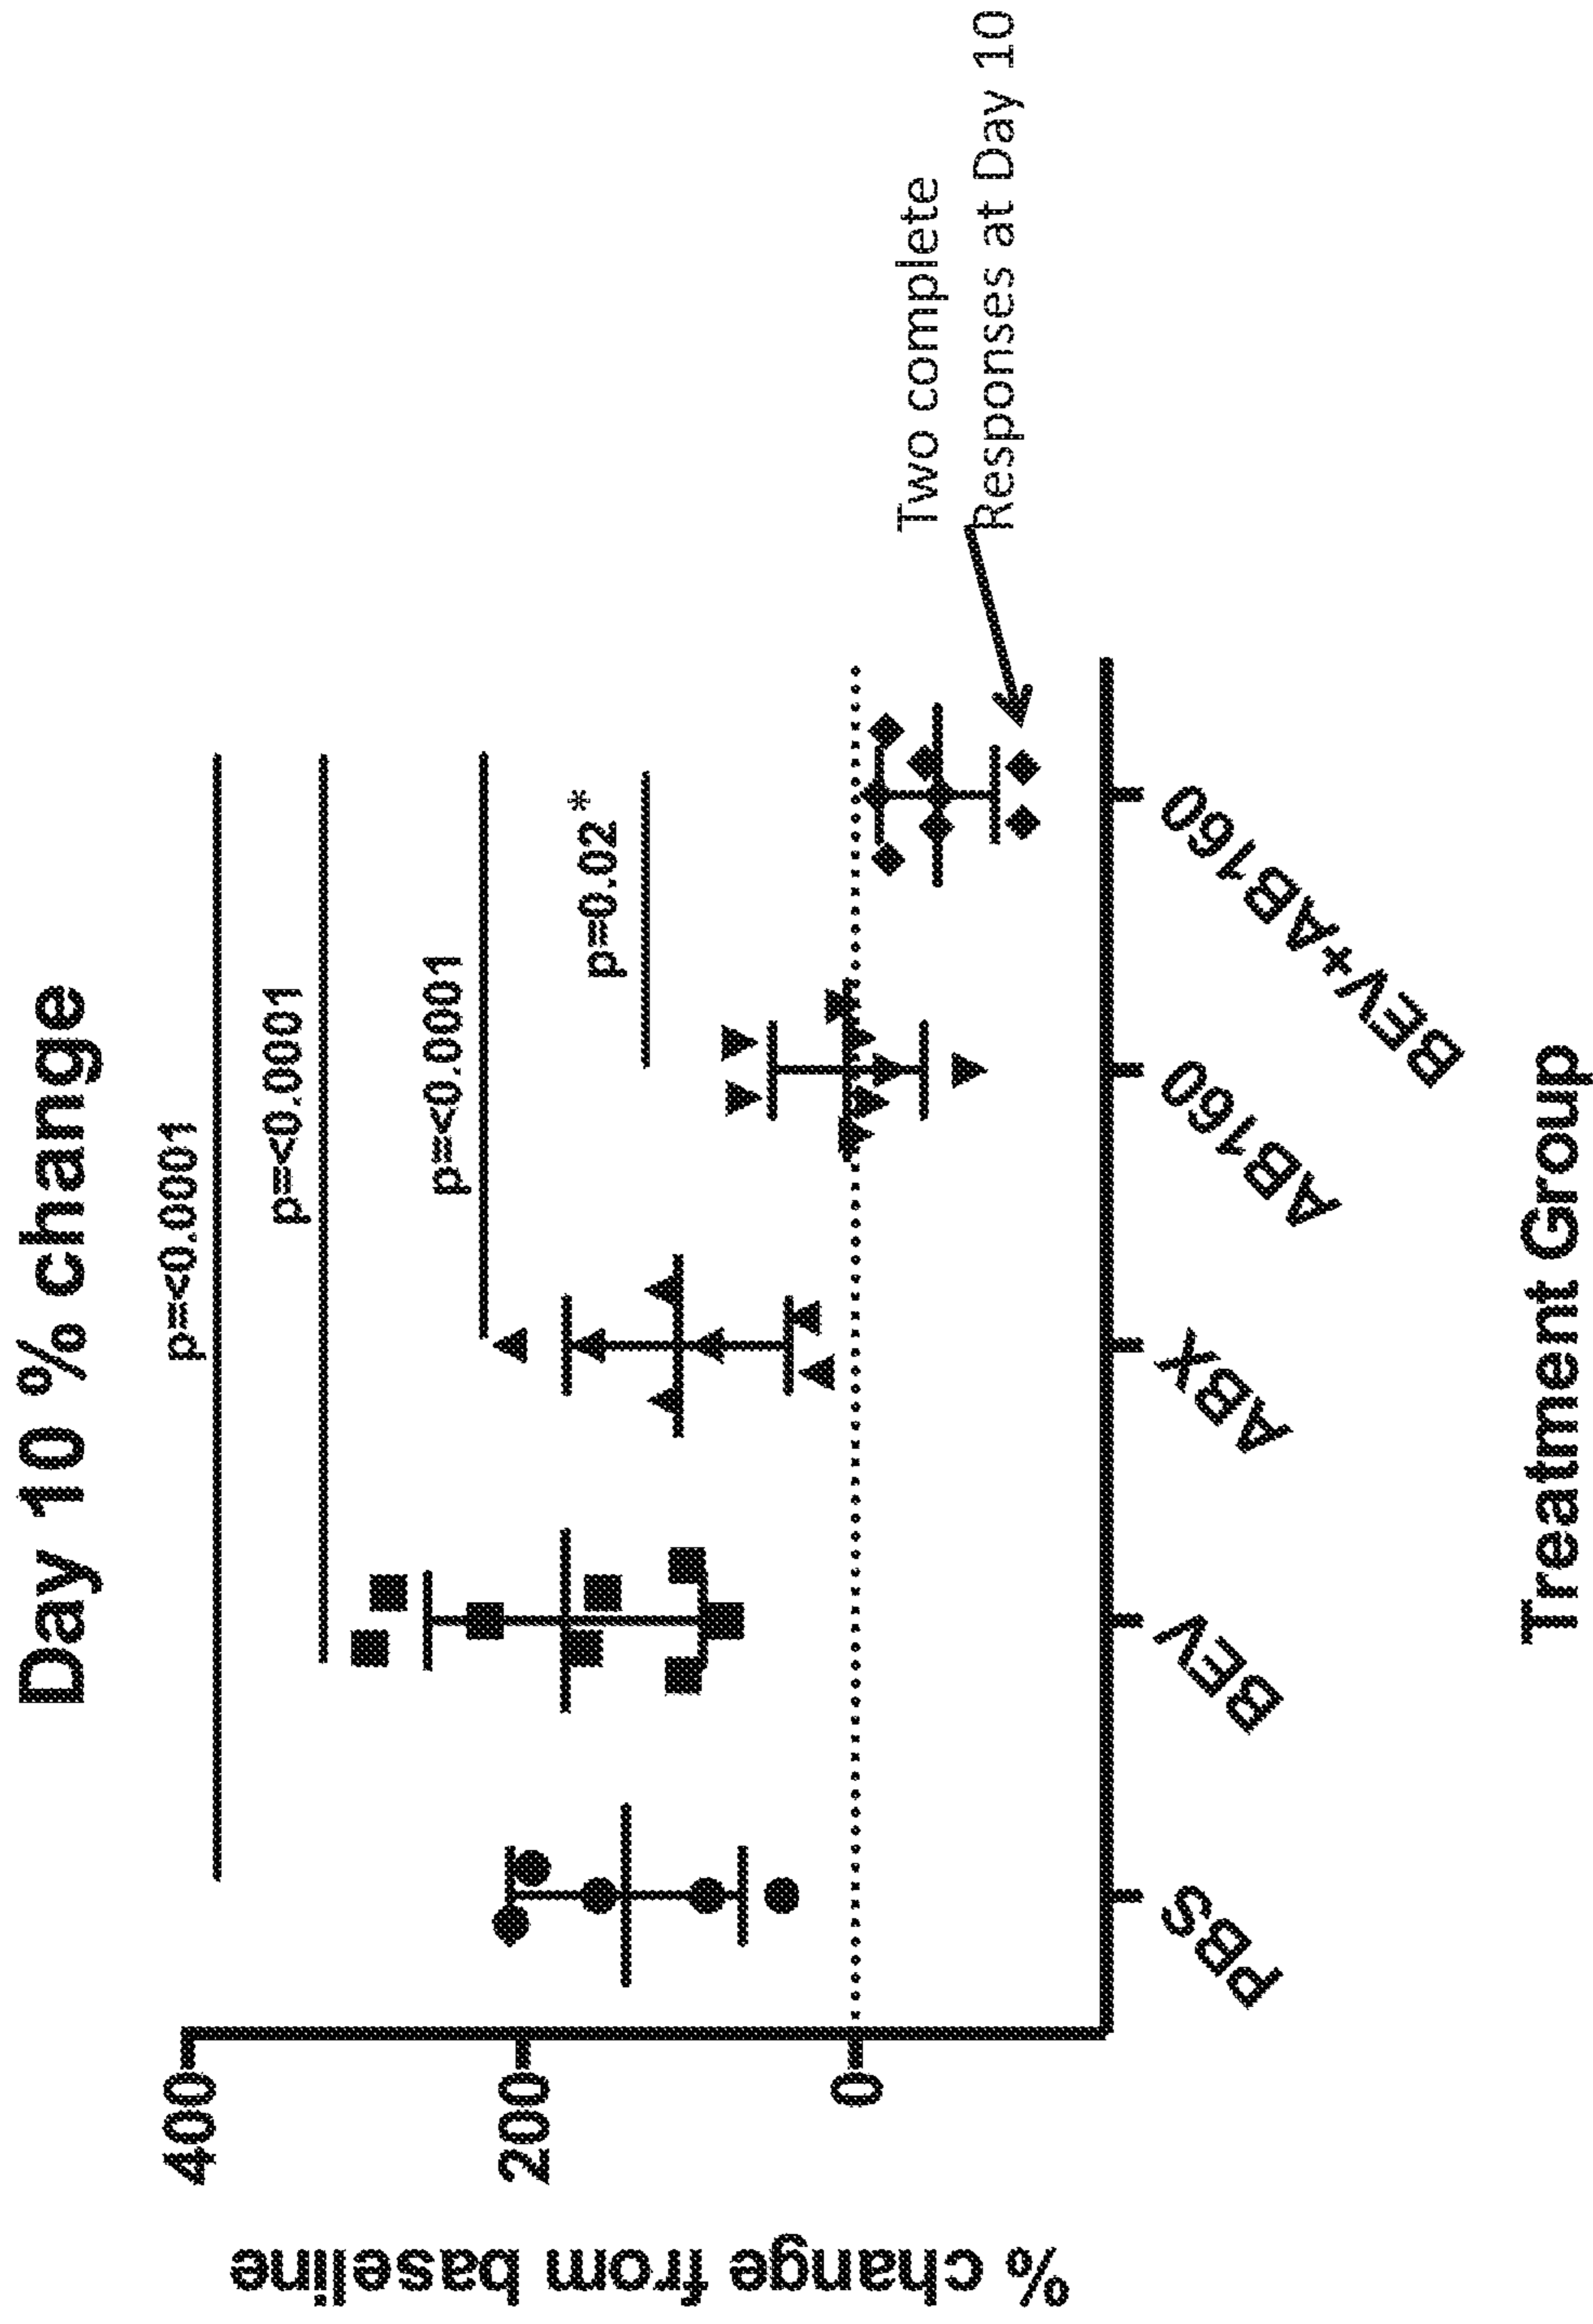 Day 10 % change
p=<0.0001
p=<0.0001
p=<0.0001
p=0.02*
% change from baseline
400
200
0
Two complete
Responses at Day 10
PBS
BEV
ABX
AB160
BEV+AB160
Treatment Group